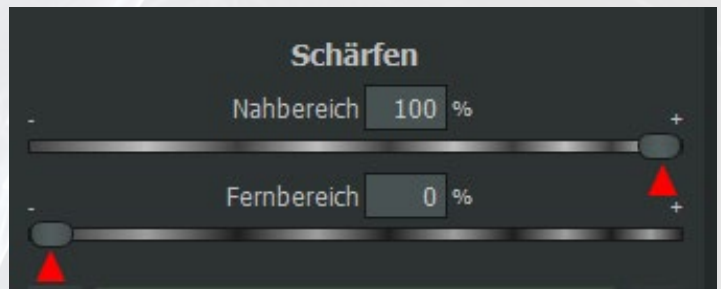 Schärfen
Nahbereich 100 %
- +
Fernbereich 0 %
- +